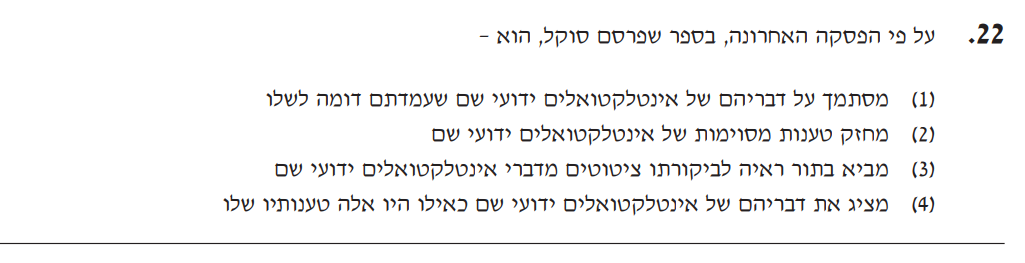 22. על פי הפסקה האחרונה, בספר שפרסם סוקל, הוא –
(1) מסתמך על דבריהם של אינטלקטואלים ידועי שם שעמדתם דומה לשלו
(2) מחזק טענות מסוימות של אינטלקטואלים ידועי שם
(3) מביא בתור ראיה לביקורתו ציטוטים מדברי אינטלקטואלים ידועי שם
(4) מציג את דבריהם של אינטלקטואלים ידועי שם כאילו היו אלה טענותיו שלו